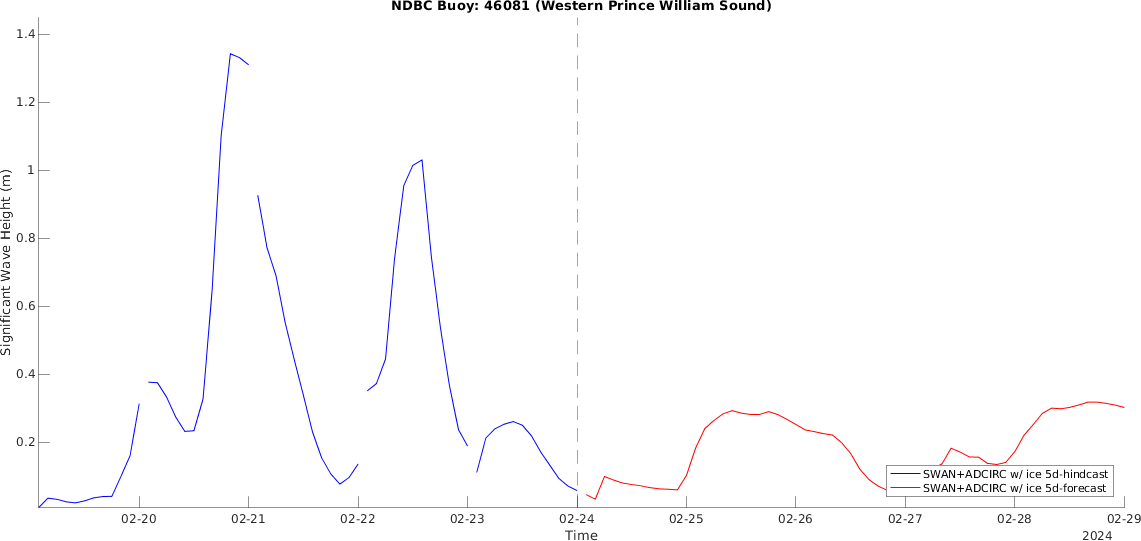 NDBC Buoy: 46081 (Western Prince William Sound)
1.4
1.2
1
0.8
0.6
0.4
0.2
Significant Wave Height (m)
SWAN+ADCIRC w/ ice 5d-hindcast
SWAN+ADCIRC w/ ice 5d-forecast
02-20 02-21 02-22 02-23 02-24 02-25 02-26 02-27 02-28 02-29
Time
2024